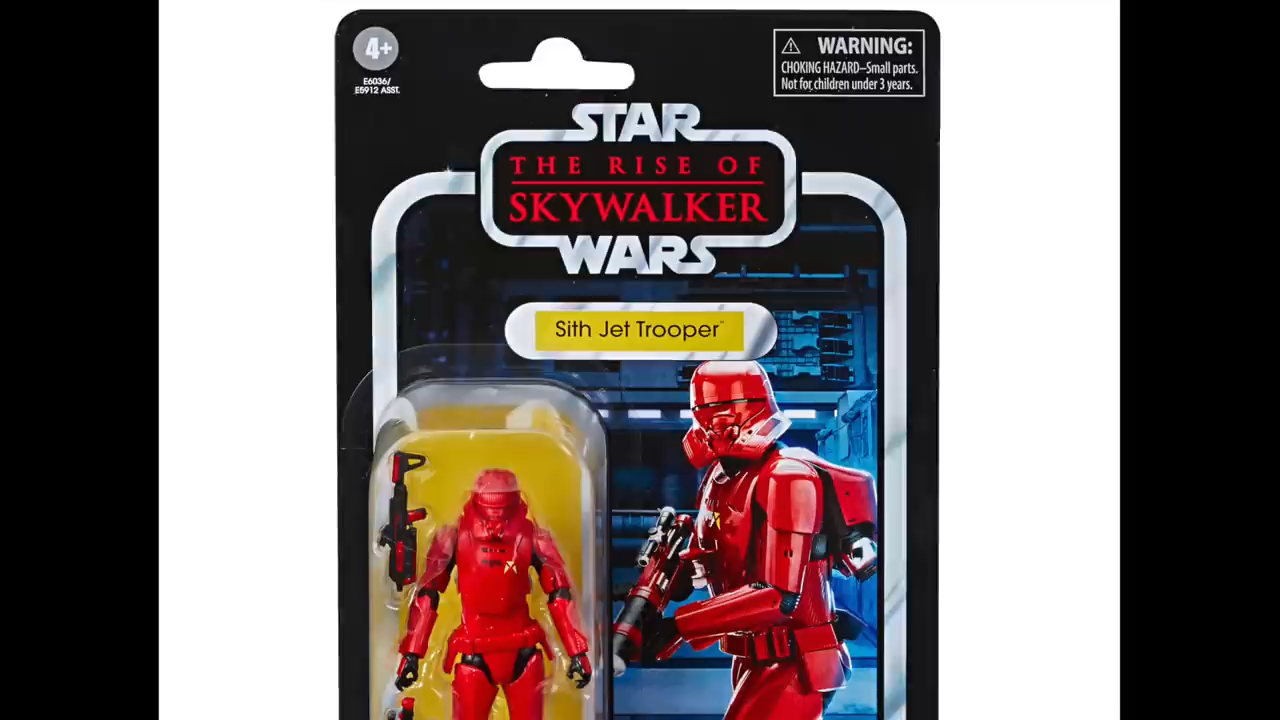 4+
E6036/
E5912 ASST.
⚠ WARNING:
CHOKING HAZARD–Small parts.
Not for children under 3 years.
STAR
THE RISE OF
SKYWALKER
WARS
Sith Jet Trooper™